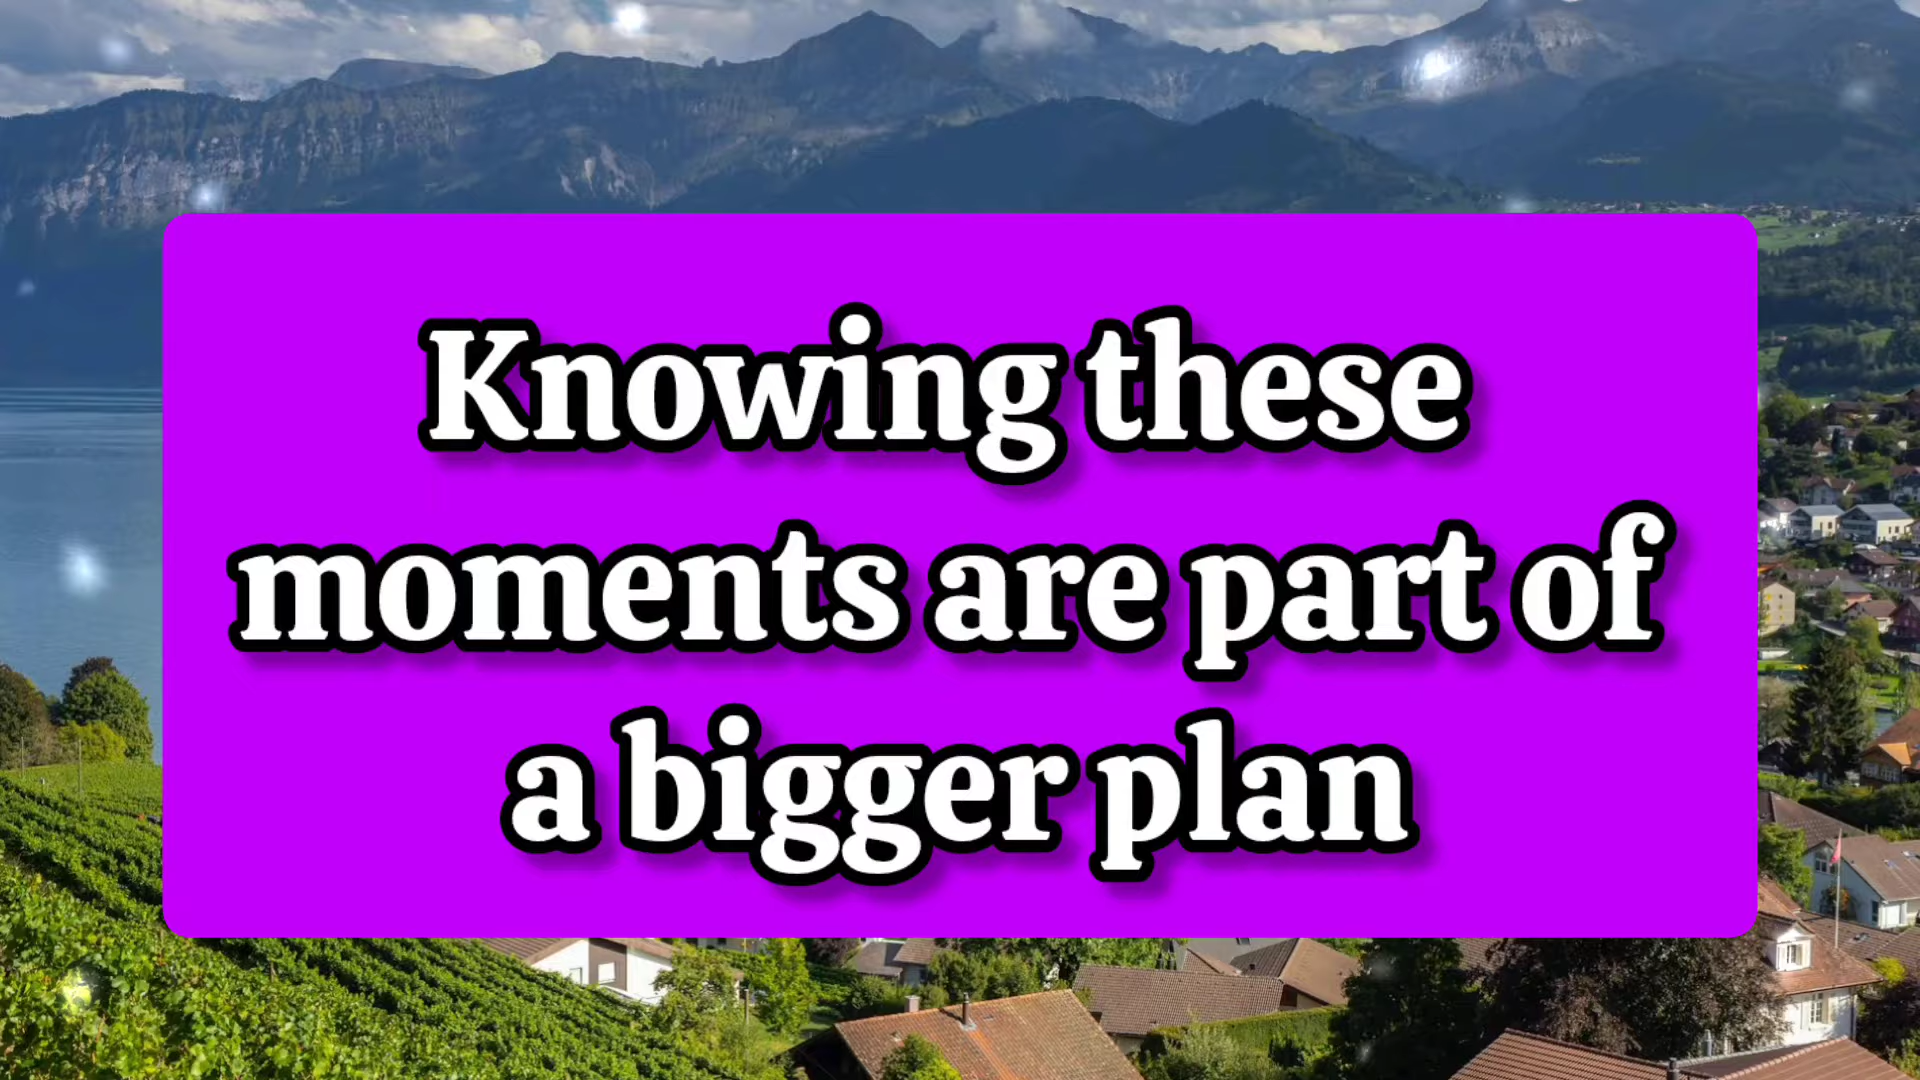 Knowing these
moments are part of
a bigger plan